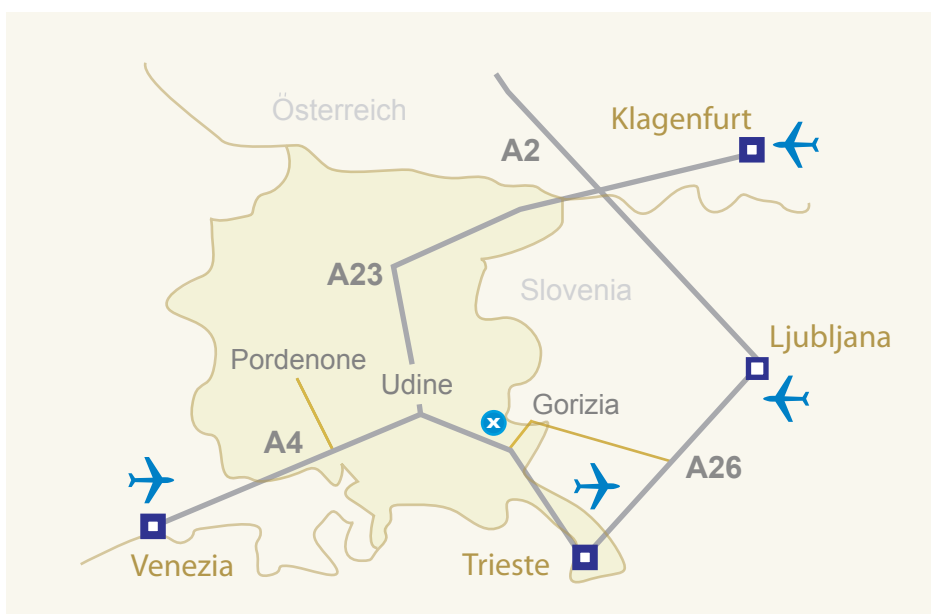 Österreich
Klagenfurt
A2
A23
Slovenia
Ljubljana
Pordenone
Udine
Gorizia
x
A4
A26
Venezia
Trieste